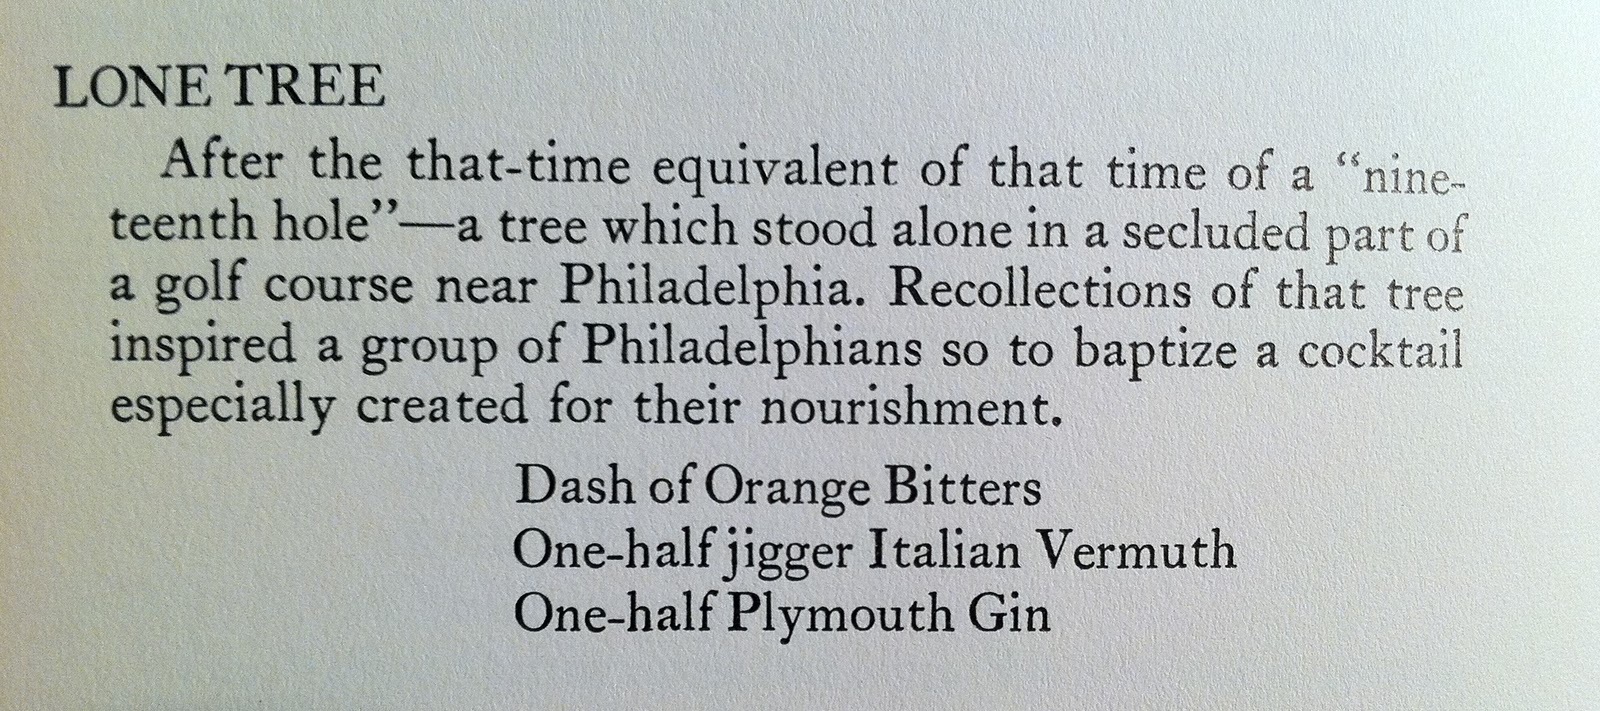 LONE TREE
After the that-time equivalent of that time of a “nine-
teenth hole”—a tree which stood alone in a secluded part of
a golf course near Philadelphia. Recollections of that tree
inspired a group of Philadelphians so to baptize a cocktail
especially created for their nourishment.
Dash of Orange Bitters
One-half jigger Italian Vermuth
One-half Plymouth Gin